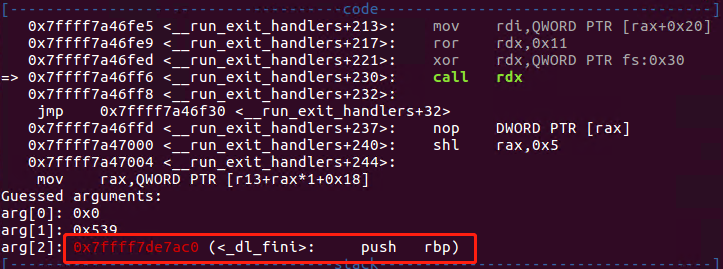 [----------------------------------code-----------------------------------]
0x7ffff7a46fe5 <__run_exit_handlers+213>: mov rdi,QWORD PTR [rax+0x20]
0x7ffff7a46fe9 <__run_exit_handlers+217>: ror rdx,0x11
0x7ffff7a46fed <__run_exit_handlers+221>: xor rdx,QWORD PTR fs:0x30
=> 0x7ffff7a46ff6 <__run_exit_handlers+230>: call rdx
0x7ffff7a46ff8 <__run_exit_handlers+232>:
jmp 0x7ffff7a46f30 <__run_exit_handlers+32>
0x7ffff7a46ffd <__run_exit_handlers+237>: nop DWORD PTR [rax]
0x7ffff7a47000 <__run_exit_handlers+240>: shl rax,0x5
0x7ffff7a47004 <__run_exit_handlers+244>:
mov rax,QWORD PTR [r13+rax*1+0x18]
Guessed arguments:
arg[0]: 0x0
arg[1]: 0x539
arg[2]: 0x7ffff7de7ac0 (<_dl_fini>: push rbp)
[----------------------------------stack-----------------------------------]